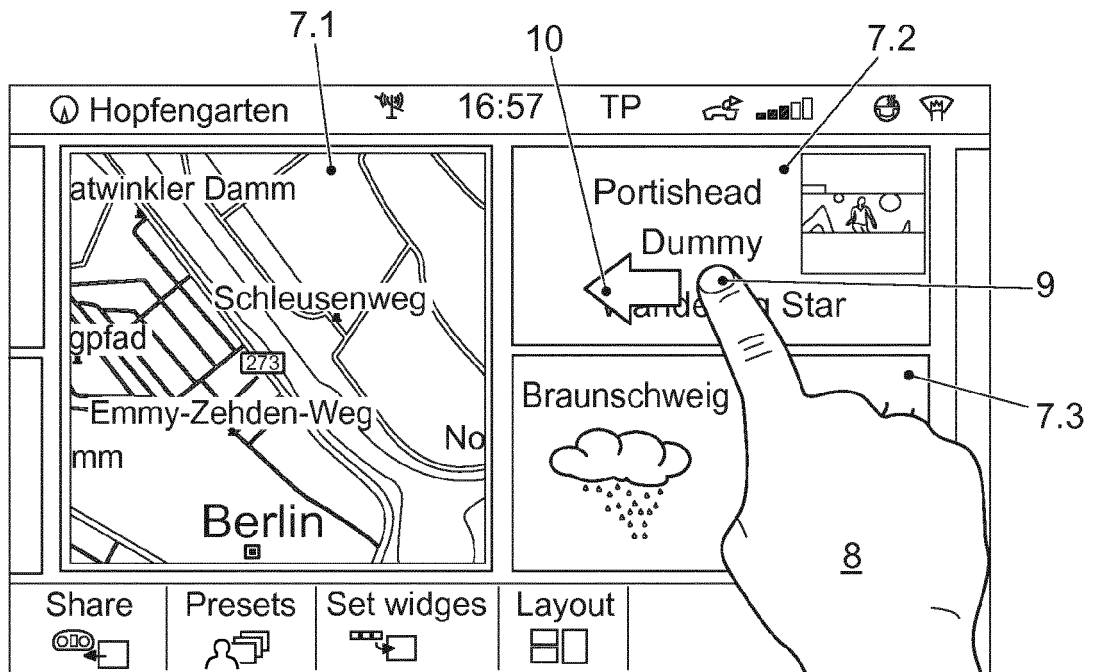 7.1
10
7.2
Hopfengarten 16:57 TP
atwinkler Damm
Portishead
Dummy
Schleusenweg
9
Star
gpfad
273
Braunschweig
Emmy-Zehden-Weg
7.3
No
mm
Berlin
8
Share Presets Set widges Layout